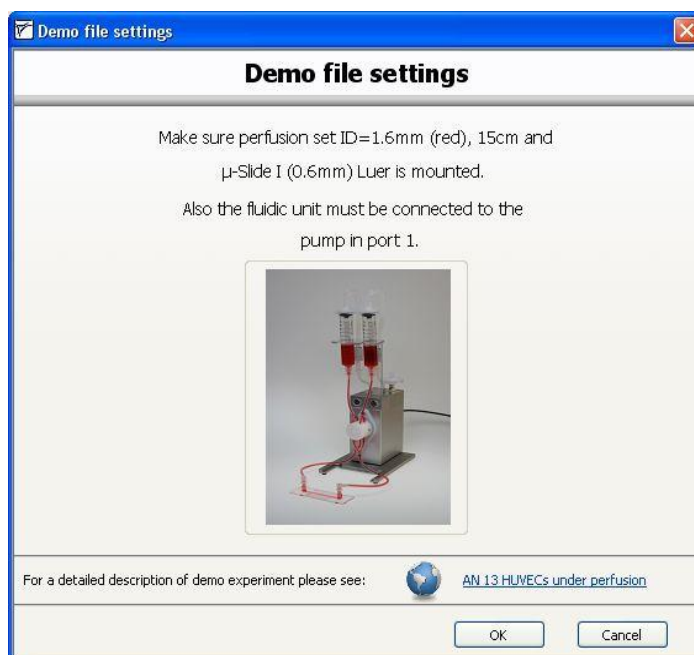 Demo file settings
Demo file settings
Make sure perfusion set ID=1.6mm (red), 15cm and
µ-Slide I (0.6mm) Luer is mounted.
Also the fluidic unit must be connected to the
pump in port 1.
For a detailed description of demo experiment please see:
AN 13 HUVECs under perfusion
OK
Cancel